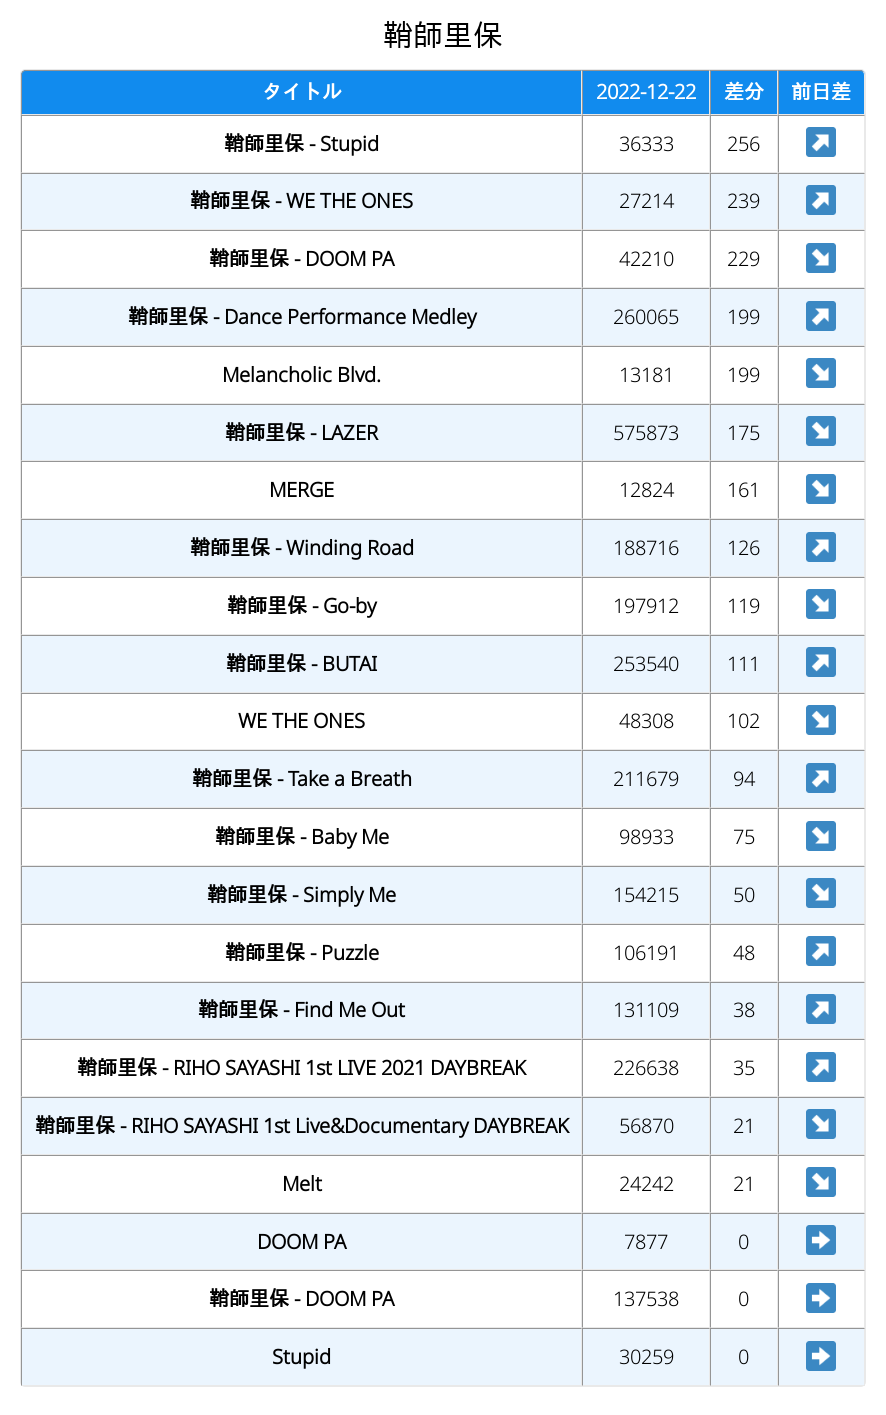 鞘師里保
タイトル 2022-12-22 差分 前日差
鞘師里保 - Stupid 36333 256 ↗
鞘師里保 - WE THE ONES 27214 239 ↗
鞘師里保 - DOOM PA 42210 229 ↘
鞘師里保 - Dance Performance Medley 260065 199 ↗
Melancholic Blvd. 13181 199 ↘
鞘師里保 - LAZER 575873 175 ↘
MERGE 12824 161 ↘
鞘師里保 - Winding Road 188716 126 ↗
鞘師里保 - Go-by 197912 119 ↘
鞘師里保 - BUTAI 253540 111 ↗
WE THE ONES 48308 102 ↘
鞘師里保 - Take a Breath 211679 94 ↗
鞘師里保 - Baby Me 98933 75 ↘
鞘師里保 - Simply Me 154215 50 ↘
鞘師里保 - Puzzle 106191 48 ↗
鞘師里保 - Find Me Out 131109 38 ↗
鞘師里保 - RIHO SAYASHI 1st LIVE 2021 DAYBREAK 226638 35 ↗
鞘師里保 - RIHO SAYASHI 1st Live&Documentary DAYBREAK 56870 21 ↘
Melt 24242 21 ↘
DOOM PA 7877 0 ➡
鞘師里保 - DOOM PA 137538 0 ➡
Stupid 30259 0 ➡